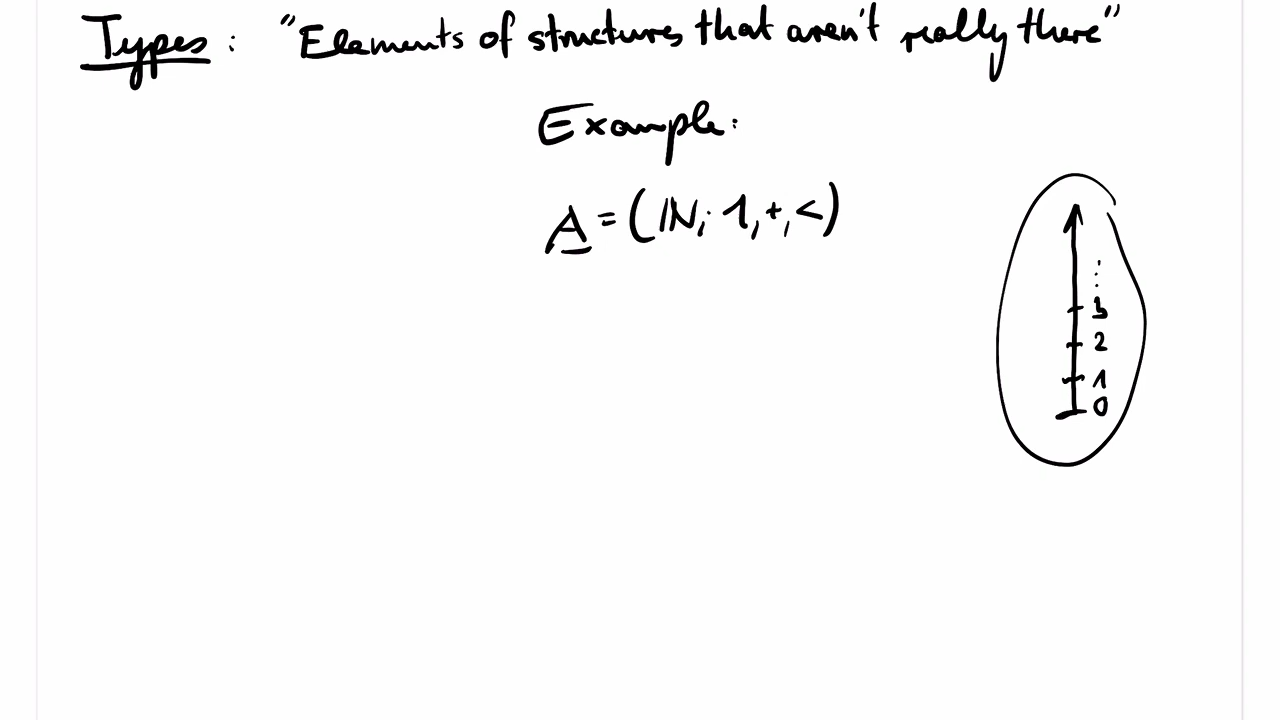 Types: "Elements of structures that aren't really there"
Example:
A = (ℕ; 1, +, <)
⋮
3
2
1
0